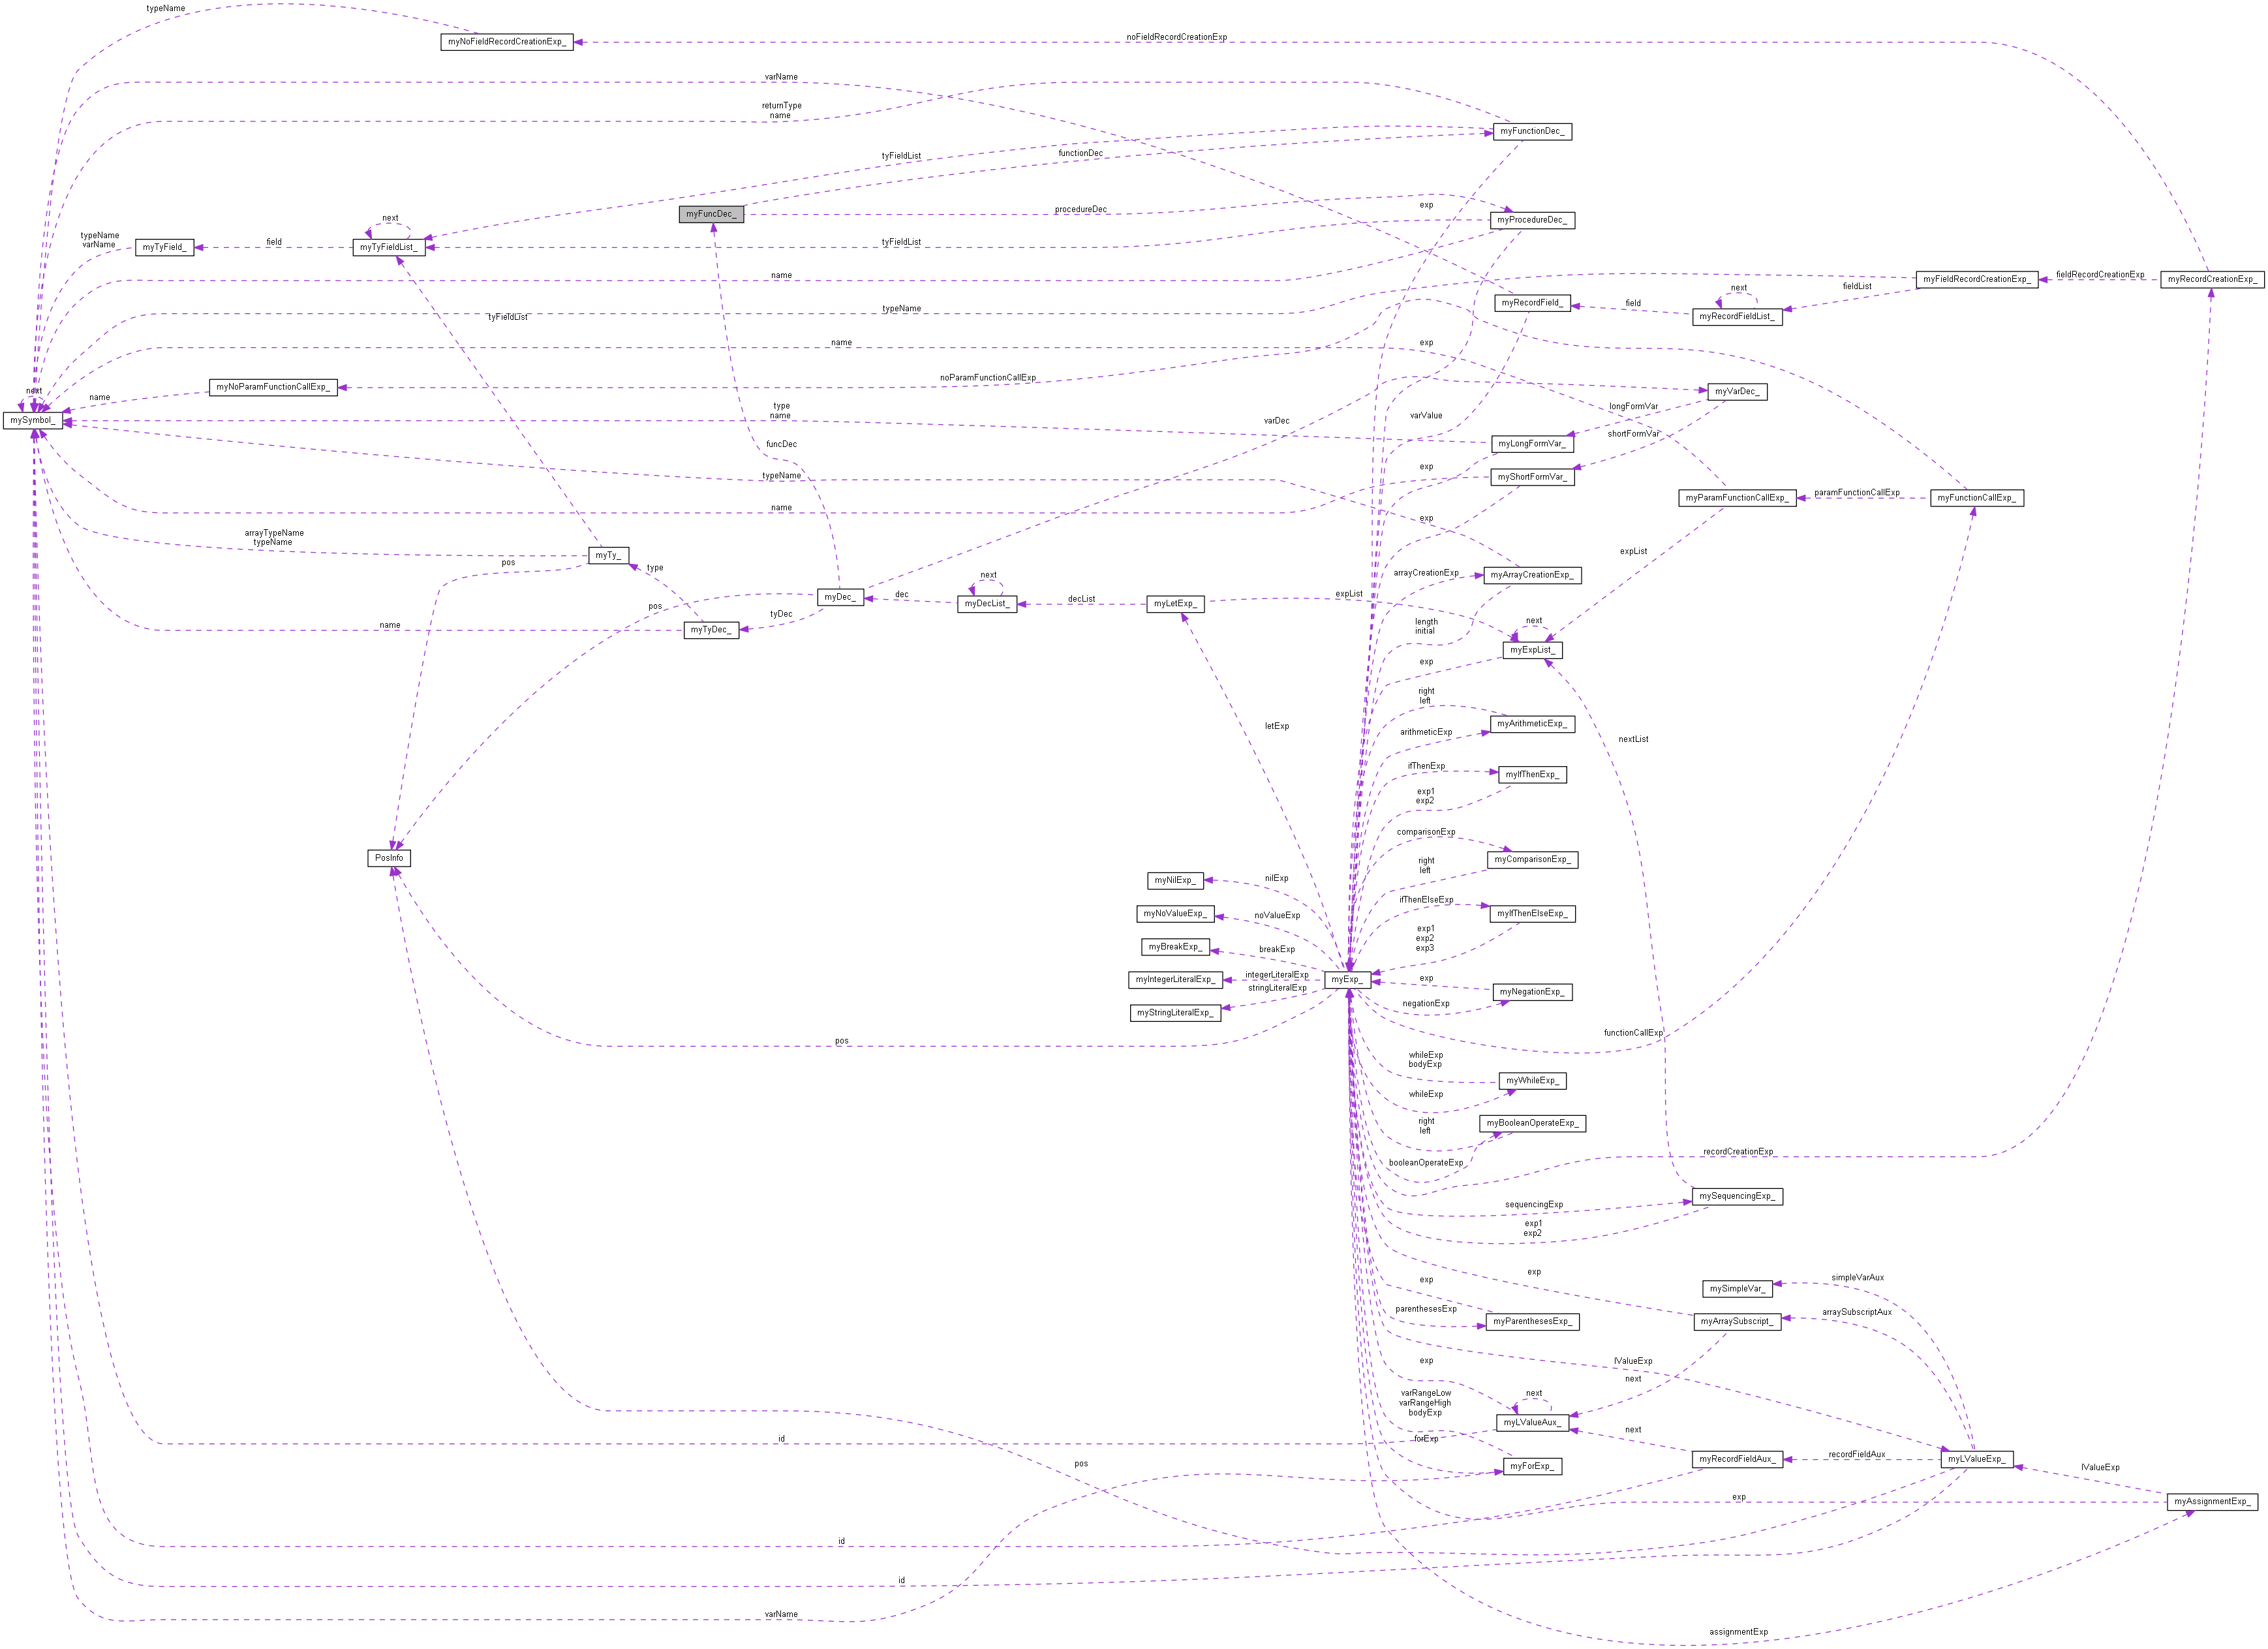 typeName
myNoFieldRecordCreationExp_
noFieldRecordCreationExp
varName
returnType
name
myFunctionDec_
tyFieldList
functionDec
myFuncDec_
procedureDec
exp
myProcedureDec_
next
typeName
varName
myTyField_
field
myTyFieldList_
tyFieldList
name
myFieldRecordCreationExp_
fieldRecordCreationExp
myRecordCreationExp_
fieldList
next
myRecordField_
field
myRecordFieldList_
typeName
tyFieldList
name
exp
noParamFunctionCallExp
myNoParamFunctionCallExp_
name
next
mySymbol_
type
name
varDec
varValue
longFormVar
myVarDec_
shortFormVar
funcDec
myLongFormVar_
typeName
exp
myShortFormVar_
name
myParamFunctionCallExp_
paramFunctionCallExp
myFunctionCallExp_
exp
arrayTypeName
typeName
myTy_
pos
type
expList
arrayCreationExp
myArrayCreationExp_
next
pos
myDec_
dec
myDecList_
decList
myLetExp_
expList
tyDec
name
myTyDec_
length
initial
next
myExpList_
exp
right
left
myArithmeticExp_
letExp
arithmeticExp
nextList
ifThenExp
myIfThenExp_
exp1
exp2
comparisonExp
PosInfo
right
left
myComparisonExp_
myNilExp_
nilExp
ifThenElseExp
myNoValueExp_
noValueExp
myIfThenElseExp_
exp1
exp2
exp3
myBreakExp_
breakExp
myIntegerLiteralExp_
integerLiteralExp
myExp_
exp
stringLiteralExp
myNegationExp_
negationExp
myStringLiteralExp_
pos
functionCallExp
whileExp
bodyExp
myWhileExp_
whileExp
right
left
myBooleanOperateExp_
booleanOperateExp
recordCreationExp
mySequencingExp_
sequencingExp
exp1
exp2
exp
simpleVarAux
mySimpleVar_
exp
parenthesesExp
myParenthesesExp_
myArraySubscript_
arraySubscriptAux
exp
lValueExp
next
varRangeLow
varRangeHigh
bodyExp
next
myLValueAux_
id
forExp
next
myForExp_
pos
myRecordFieldAux_
recordFieldAux
myLValueExp_
lValueExp
exp
myAssignmentExp_
id
id
varName
assignmentExp